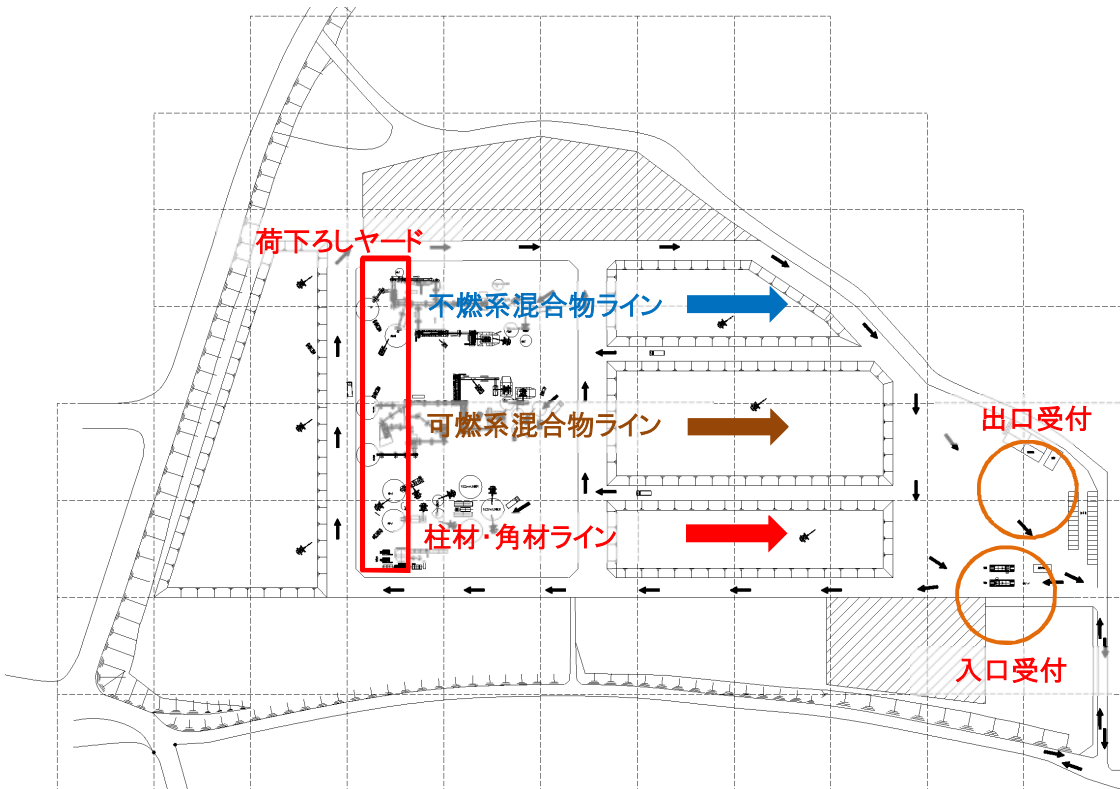 荷下ろしヤード
不燃系混合物ライン
可燃系混合物ライン
出口受付
柱材・角材ライン
入口受付